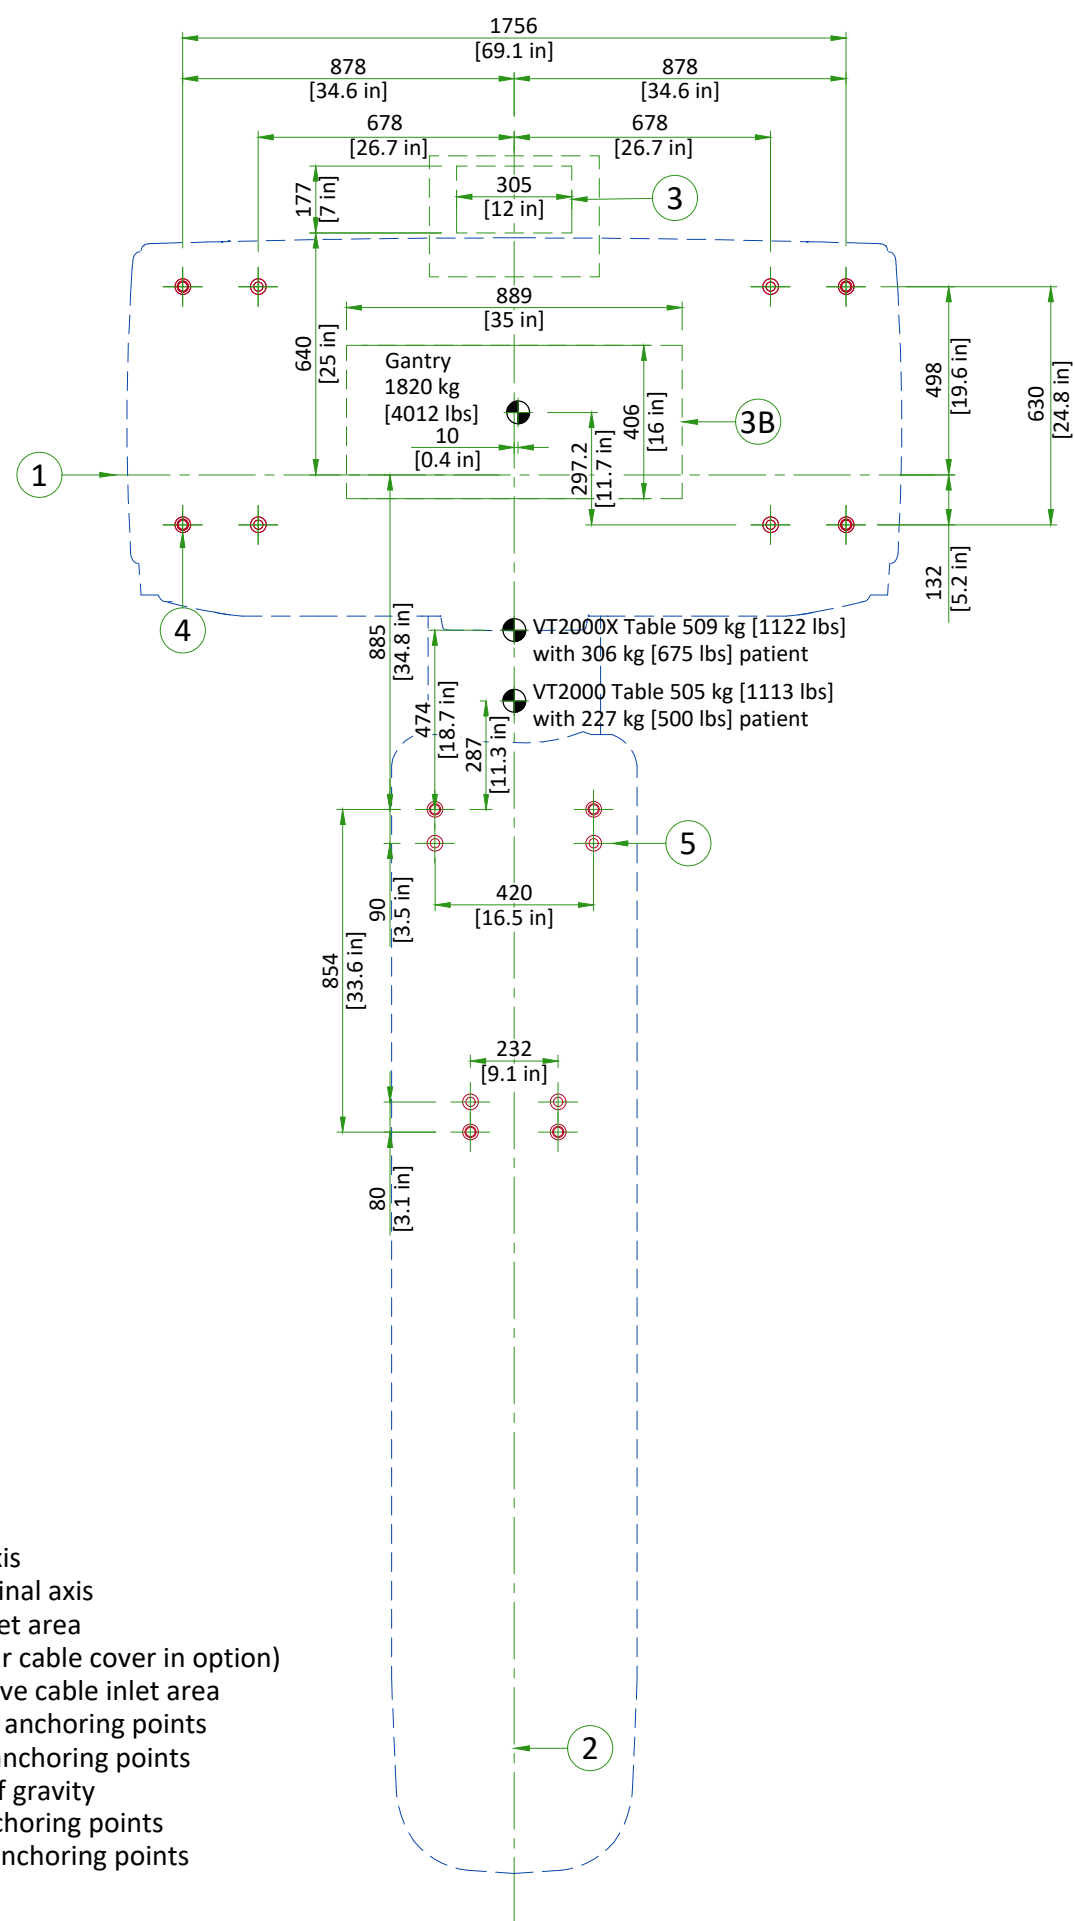 1756
[69.1 in]
878
[34.6 in]
878
[34.6 in]
678
[26.7 in]
678
[26.7 in]
177
[7 in]
305
[12 in]
3
889
[35 in]
640
[25 in]
Gantry
1820 kg
[4012 lbs]
10
[0.4 in]
406
[16 in]
297.2
[11.7 in]
3B
498
[19.6 in]
630
[24.8 in]
1
132
[5.2 in]
4
885
[34.8 in]
VT2000X Table 509 kg [1122 lbs]
with 306 kg [675 lbs] patient
474
[18.7 in]
VT2000 Table 505 kg [1113 lbs]
with 227 kg [500 lbs] patient
287
[11.3 in]
5
420
[16.5 in]
90
[3.5 in]
854
[33.6 in]
232
[9.1 in]
80
[3.1 in]
xis
inal axis
et area
r cable cover in option)
ve cable inlet area
anchoring points
anchoring points
f gravity
choring points
nchoring points
2